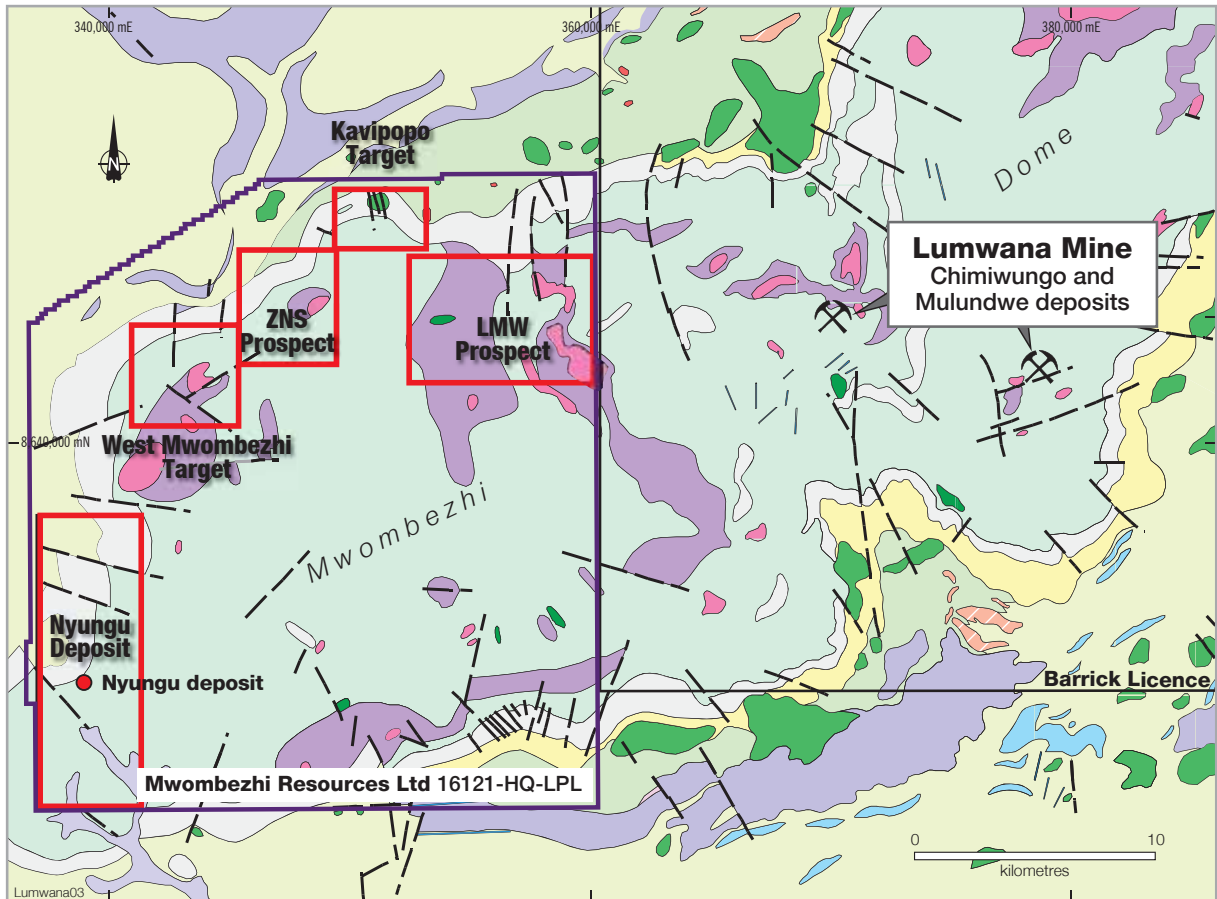 340,000 mE
360,000 mE
380,000 mE
Kavipopo
Target
N
Dome
Lumwana Mine
Chimiwungo and
Mulundwe deposits
ZNS
Prospect
LMW
Prospect
8,640,000 mN
West Mwombezhi
Target
Mwombezhi
Nyungu
Deposit
Nyungu deposit
Barrick Licence
Mwombezhi Resources Ltd 16121-HQ-LPL
0
10
kilometres
Lumwana03